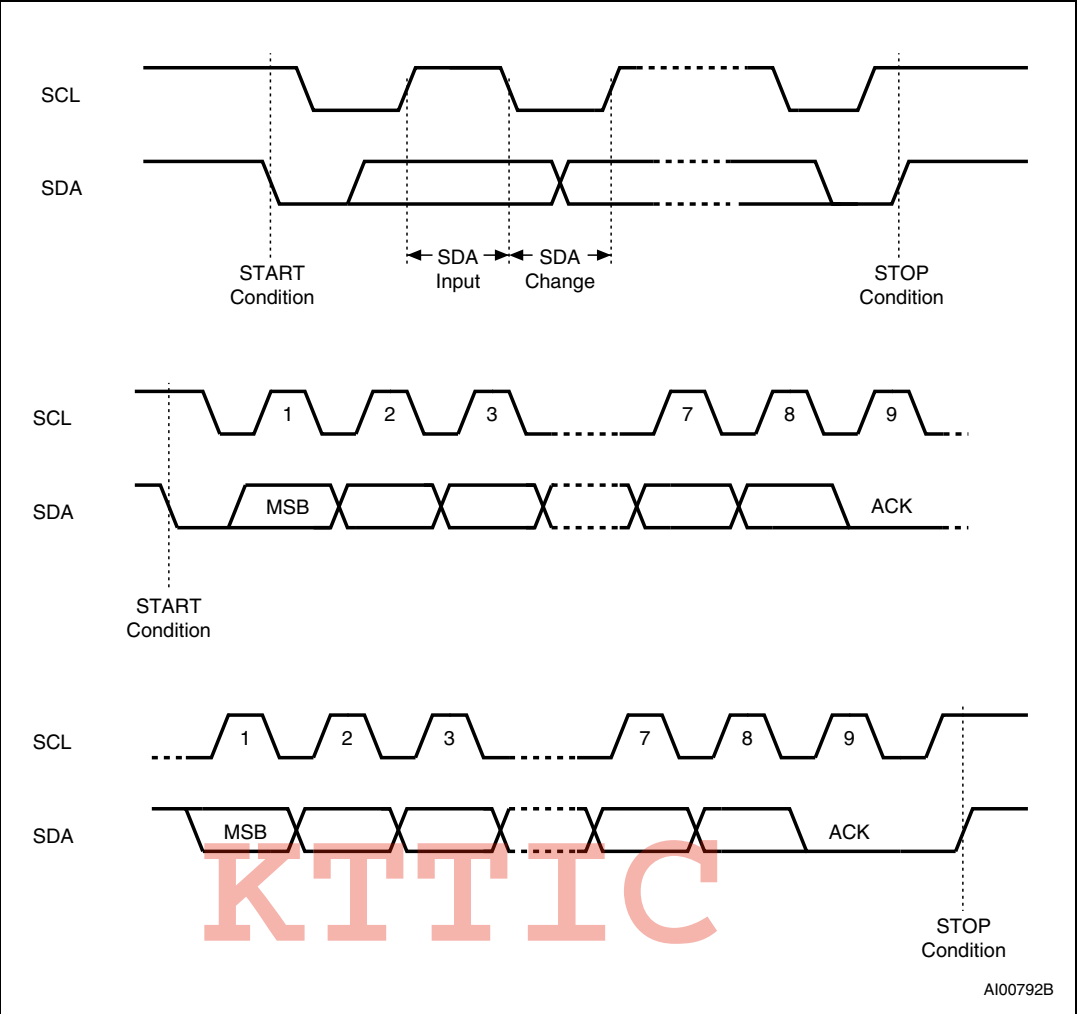 SCL
SDA
SDA
Input
SDA
Change
START
Condition
STOP
Condition
SCL
1 2 3 7 8 9
SDA
MSB
ACK
START
Condition
SCL
1 2 3 7 8 9
SDA
MSB
ACK
KTTIC
STOP
Condition
AI00792B